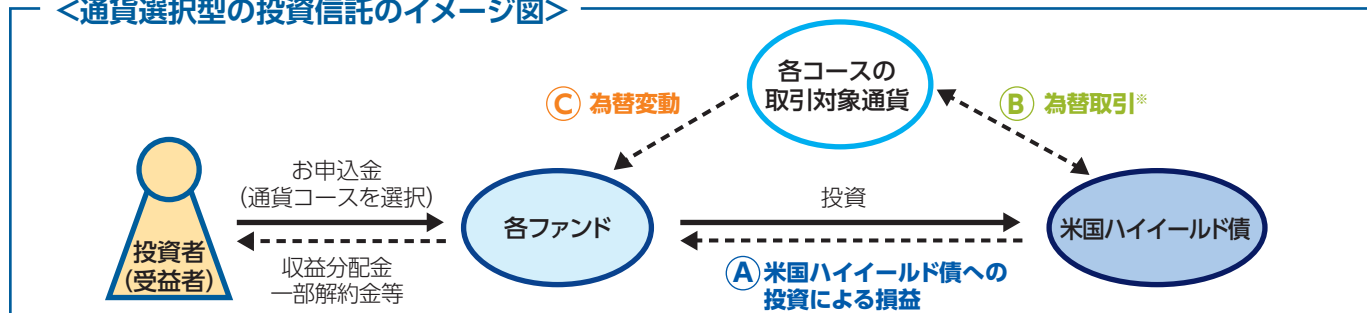 <通貨選択型の投資信託のイメージ図>
各コースの
取引対象通貨
C 為替変動
B 為替取引※
お申込金
(通貨コースを選択)
投資
投資者
(受益者)
各ファンド
米国ハイイールド債
収益分配金
一部解約金等
A 米国ハイイールド債への
投資による損益